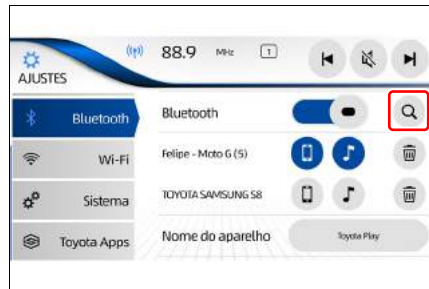 88.9 MHz 1
AJUSTES
Bluetooth
Bluetooth
Wi-Fi
Felipe - Moto G (5)
Sistema
TOYOTA SAMSUNG S8
Toyota Apps
Nome do aparelho
Toyota Play